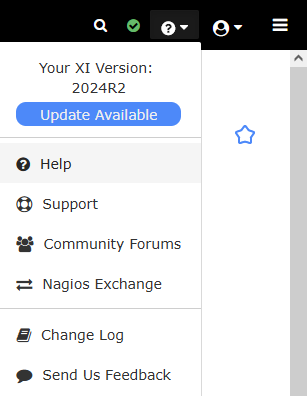 Your XI Version:
2024R2
Update Available
Help
Support
Community Forums
Nagios Exchange
Change Log
Send Us Feedback